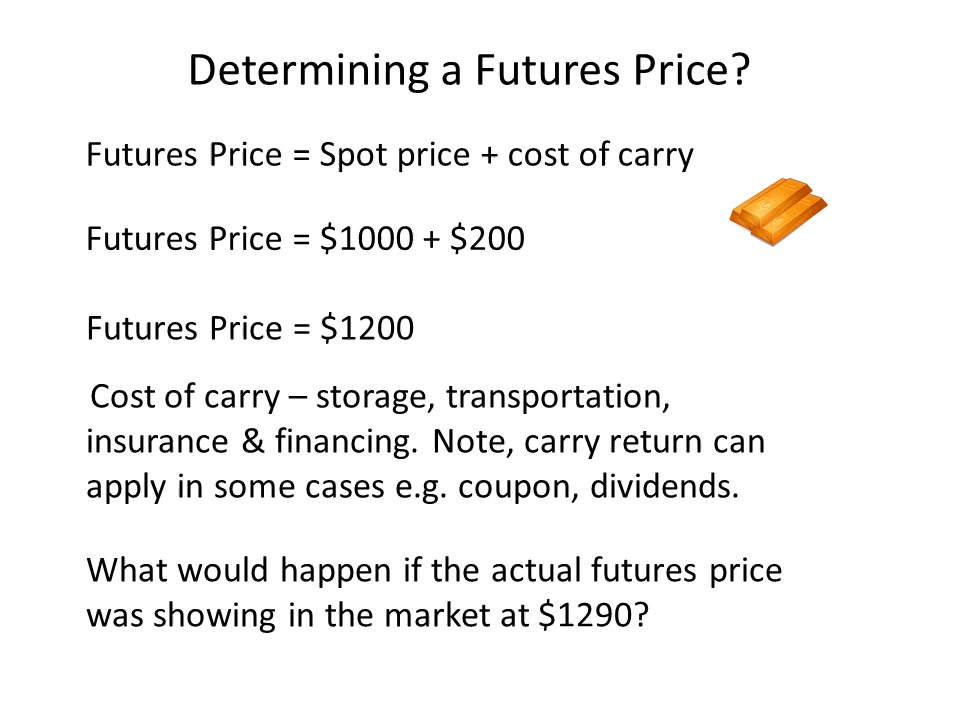 Determining a Futures Price?
Futures Price = Spot price + cost of carry
Futures Price = $1000 + $200
Futures Price = $1200
Cost of carry – storage, transportation,
insurance & financing. Note, carry return can
apply in some cases e.g. coupon, dividends.
What would happen if the actual futures price
was showing in the market at $1290?